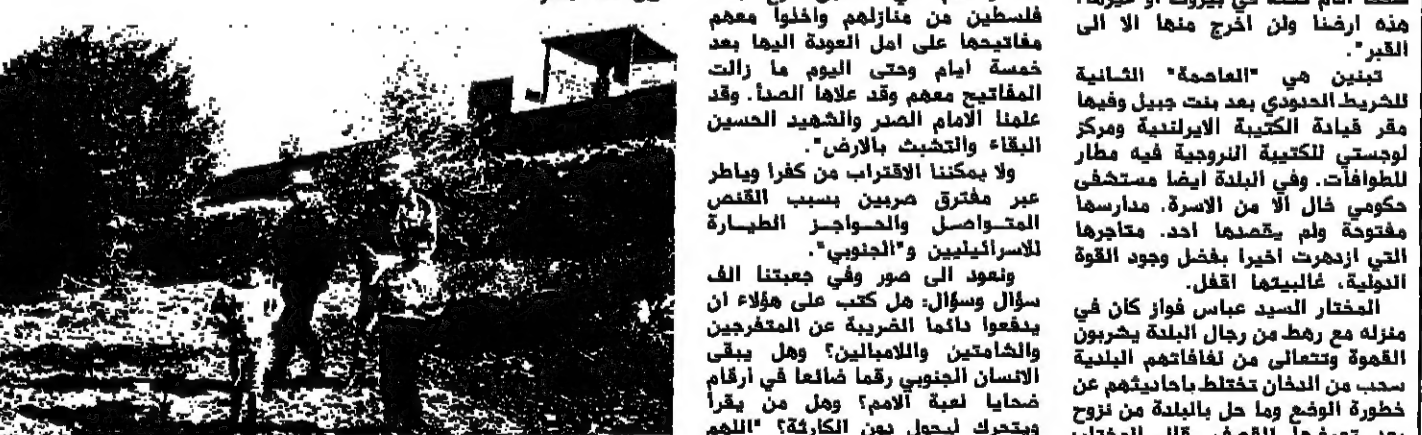 هذه ارضنا ولن اخرج منها الا الى
القبر".
تبنين هي "العاصمة" الثانية
للشريط الحدودي بعد بنت جبيل وفيها
مقر قيادة الكتيبة الايرلندية ومركز
لوجستي للكتيبة النروجية فيه مطار
للطوافات. وفي البلدة ايضا مستشفى
حكومي خال الا من الاسرة. مدارسها
مفتوحة ولم يقصدها احد. متاجرها
التي ازدهرت اخيرا بفضل وجود القوة
الدولية، غالبيتها اقفل.
المختار السيد عباس فواز كان في
منزله مع رهط من رجال البلدة يشربون
القهوة وتتعالى من لفافاتهم البلدية
سحب من الدخان تختلط باحاديثهم عن
خطورة الوضع وما حل بالبلدة من نزوح
فلسطين من منازلهم واخذوا معهم
مفاتيحها على امل العودة اليها بعد
خمسة ايام وحتى اليوم ما زالت
المفاتيح معهم وقد علاها الصدأ. وقد
علمنا الامام الصدر والشهيد الحسين
البقاء والتشبث بالارض".
ولا يمكننا الاقتراب من كفرا وياطر
عبر مفترق صربين بسبب القنص
المتواصل والحواجز الطيارة
للاسرائيليين و"الجنوبي".
ونعود الى صور وفي جعبتنا الف
سؤال وسؤال: هل كتب على هؤلاء ان
يدفعوا دائما الضريبة عن المتفرجين
والشامتين واللامبالين؟ وهل يبقى
الانسان الجنوبي رقما ضائعا في ارقام
ضحايا لعبة الامم؟ وهل من يقرأ
ويتحرك ليحول دون الكارثة؟ "اللهم